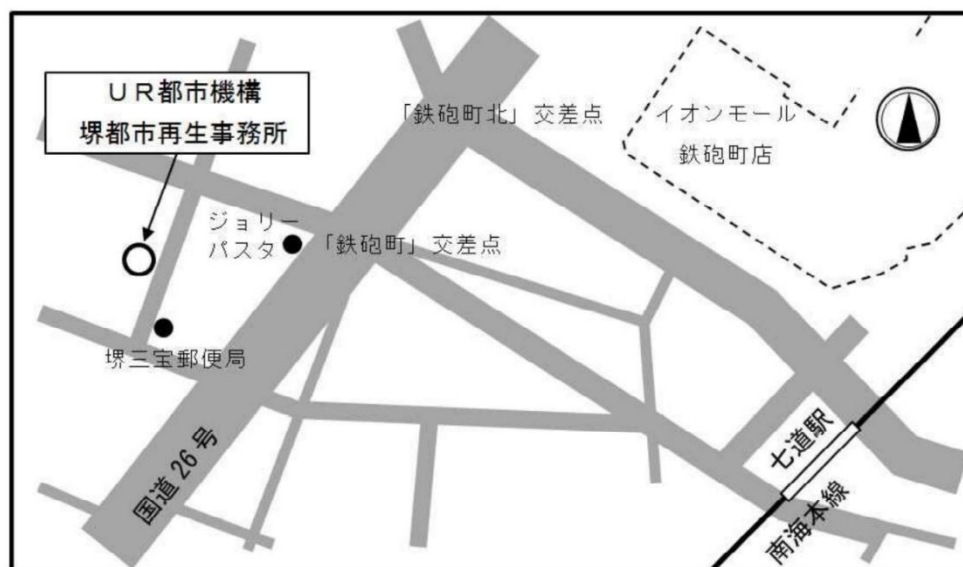 ＵＲ都市機構
堺都市再生事務所
「鉄砲町北」交差点
イオンモール
鉄砲町店
ジョリー
パスタ
「鉄砲町」交差点
堺三宝郵便局
国道26号
七道駅
南海本線